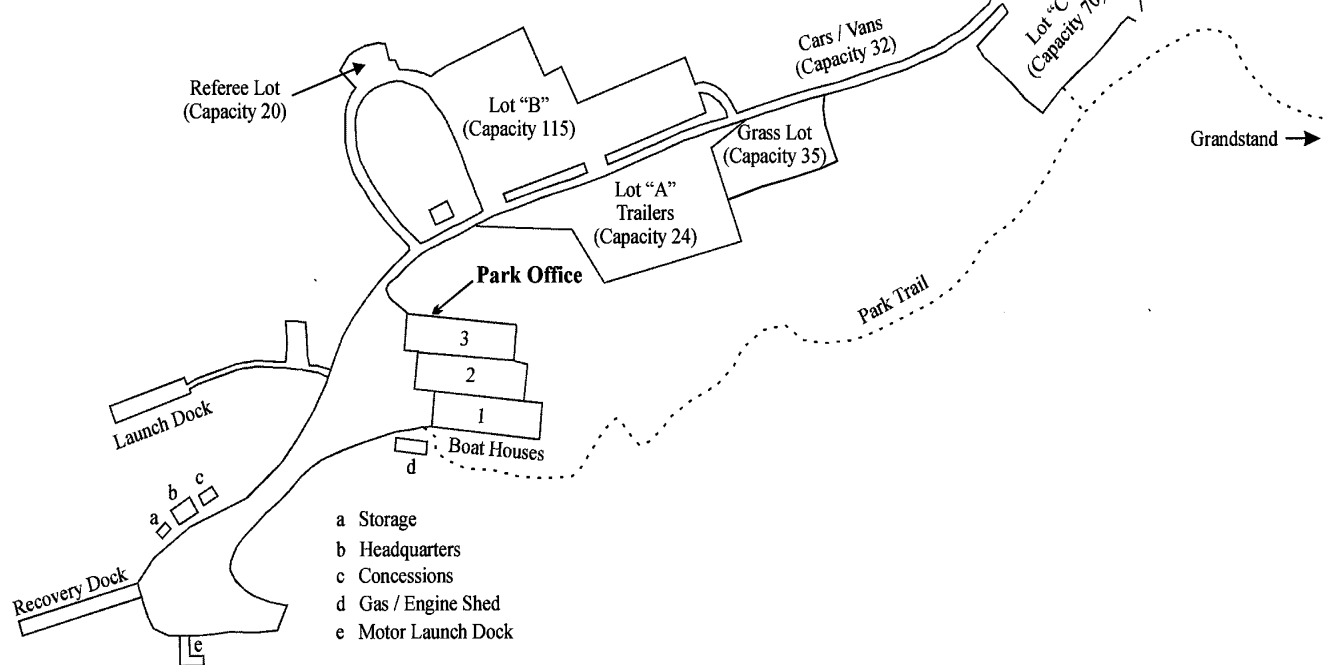 Lot “C”
(Capacity 70)
Cars / Vans
(Capacity 32)
Referee Lot
(Capacity 20)
Lot “B”
(Capacity 115)
Grass Lot
(Capacity 35)
Grandstand
Lot “A”
Trailers
(Capacity 24)
Park Office
Park Trail
3
2
1
Boat Houses
d
Launch Dock
c
b
a
Recovery Dock
e
a Storage
b Headquarters
c Concessions
d Gas / Engine Shed
e Motor Launch Dock